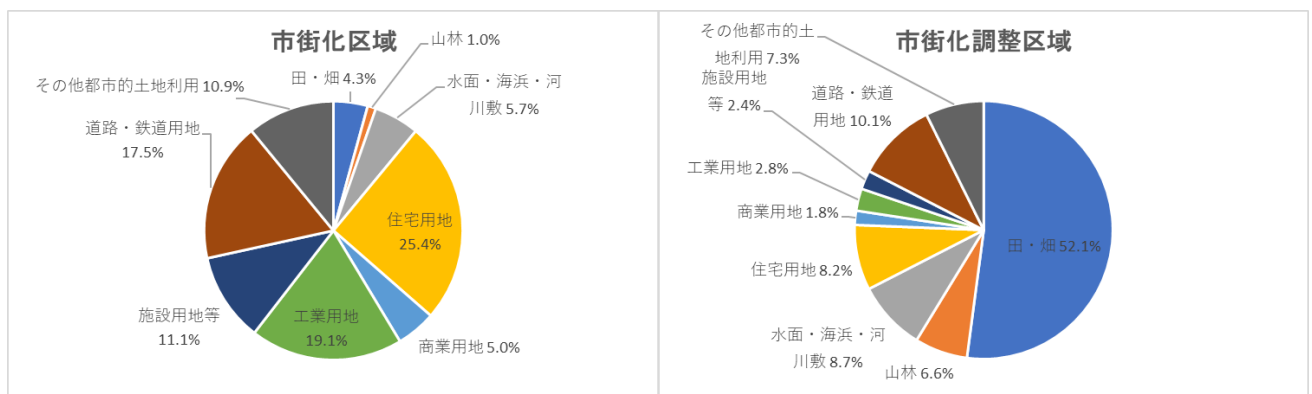 市街化区域
田・畑 4.3%
山林 1.0%
水面・海浜・河
川敷 5.7%
住宅用地
25.4%
商業用地 5.0%
工業用地
19.1%
施設用地等
11.1%
道路・鉄道用地
17.5%
その他都市的土地利用 10.9%
市街化調整区域
田・畑 52.1%
山林 6.6%
水面・海浜・河
川敷 8.7%
住宅用地 8.2%
商業用地 1.8%
工業用地 2.8%
施設用地
等 2.4%
道路・鉄道
用地 10.1%
その他都市的土
地利用 7.3%